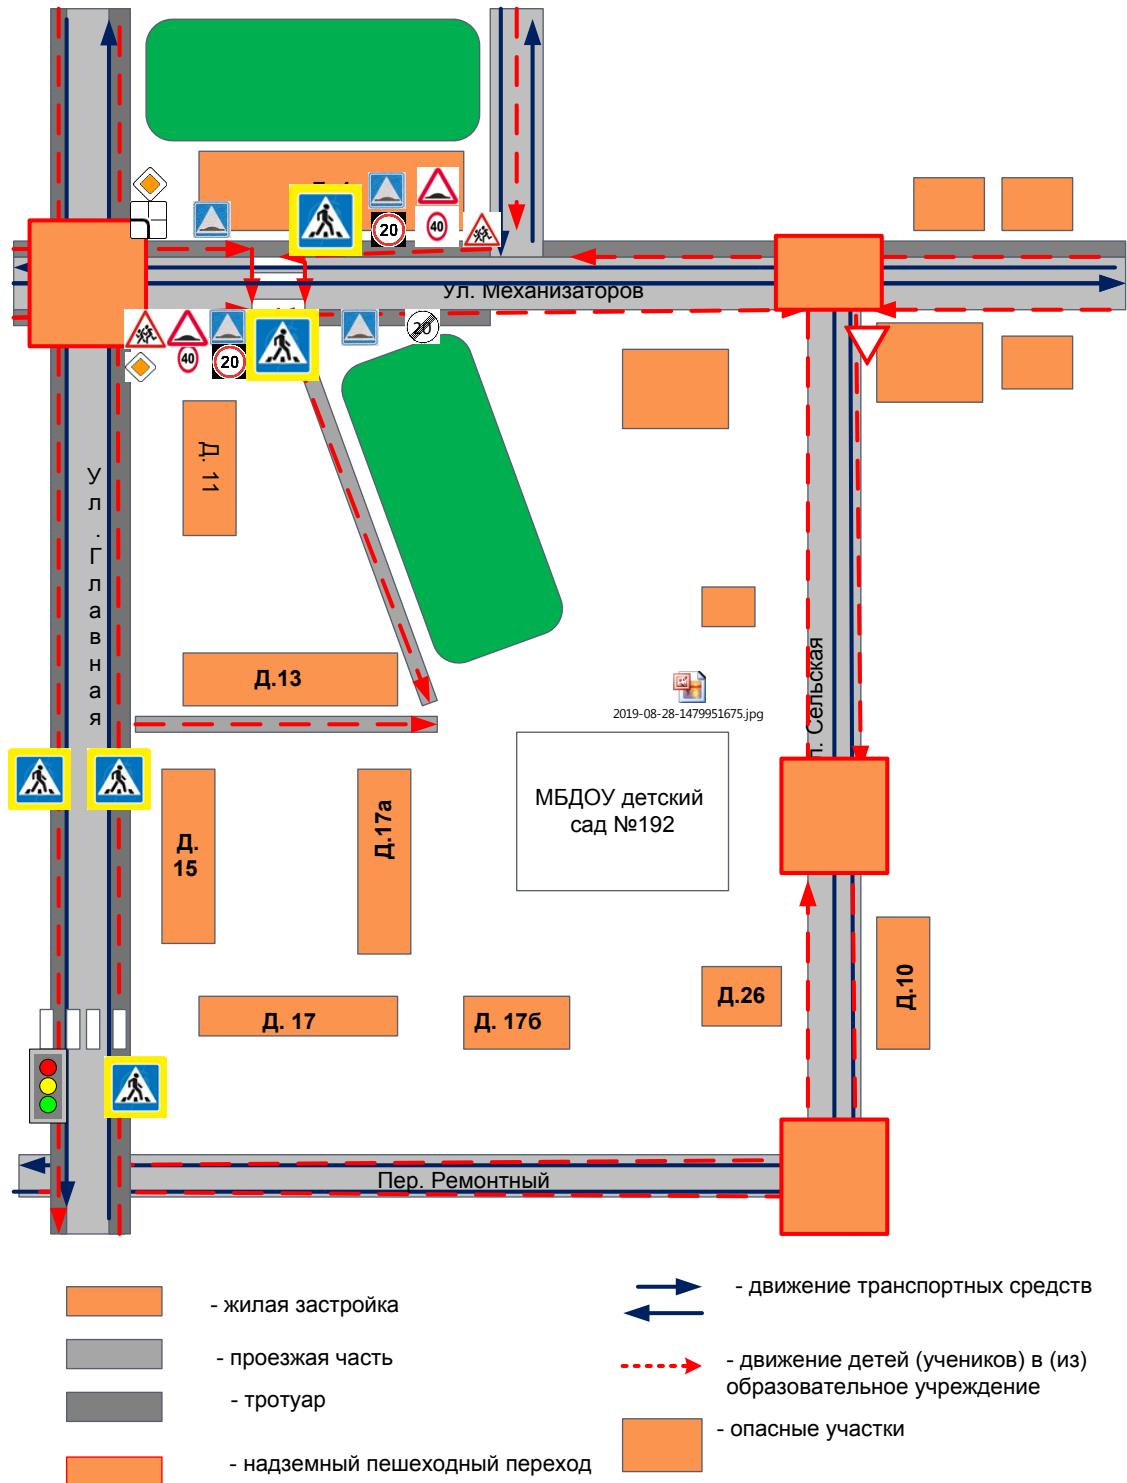 40
20
Ул. Механизаторов
40
20
20
Д. 11
Ул.Главная
Д.13
2019-08-28-1479951675.jpg
л. Сельская
МБДОУ детский
сад №192
Д.
15
Д.17а
Д. 17
Д. 17б
Д.26
Д.10
Пер. Ремонтный
- жилая застройка
- проезжая часть
- тротуар
- надземный пешеходный переход
- движение транспортных средств
- движение детей (учеников) в (из)
образовательное учреждение
- опасные участки